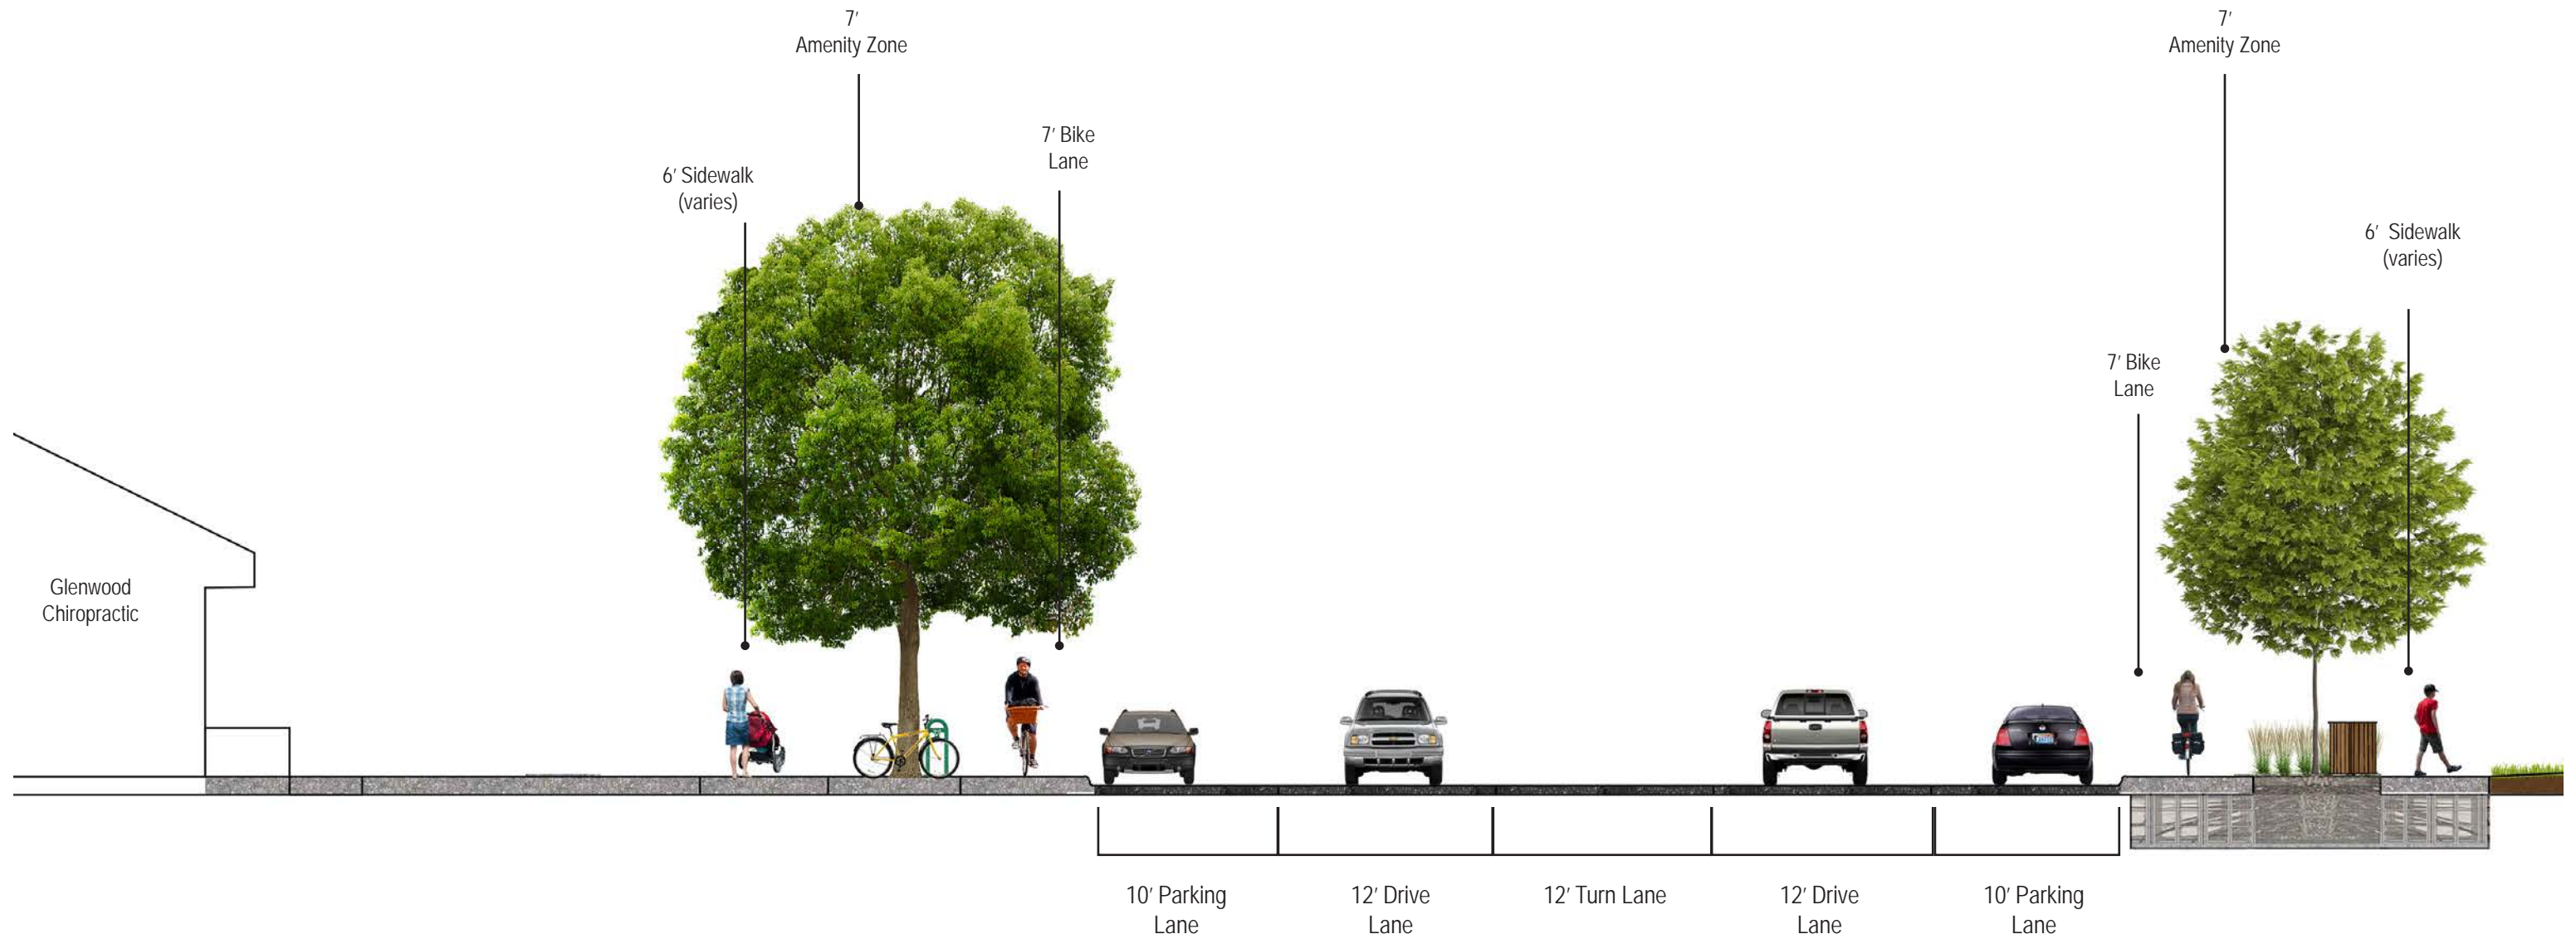 7'
Amenity Zone
7'
Amenity Zone
7' Bike
Lane
6' Sidewalk
(varies)
6' Sidewalk
(varies)
7' Bike
Lane
Glenwood
Chiropractic
10' Parking
Lane
12' Drive
Lane
12' Turn Lane
12' Drive
Lane
10' Parking
Lane